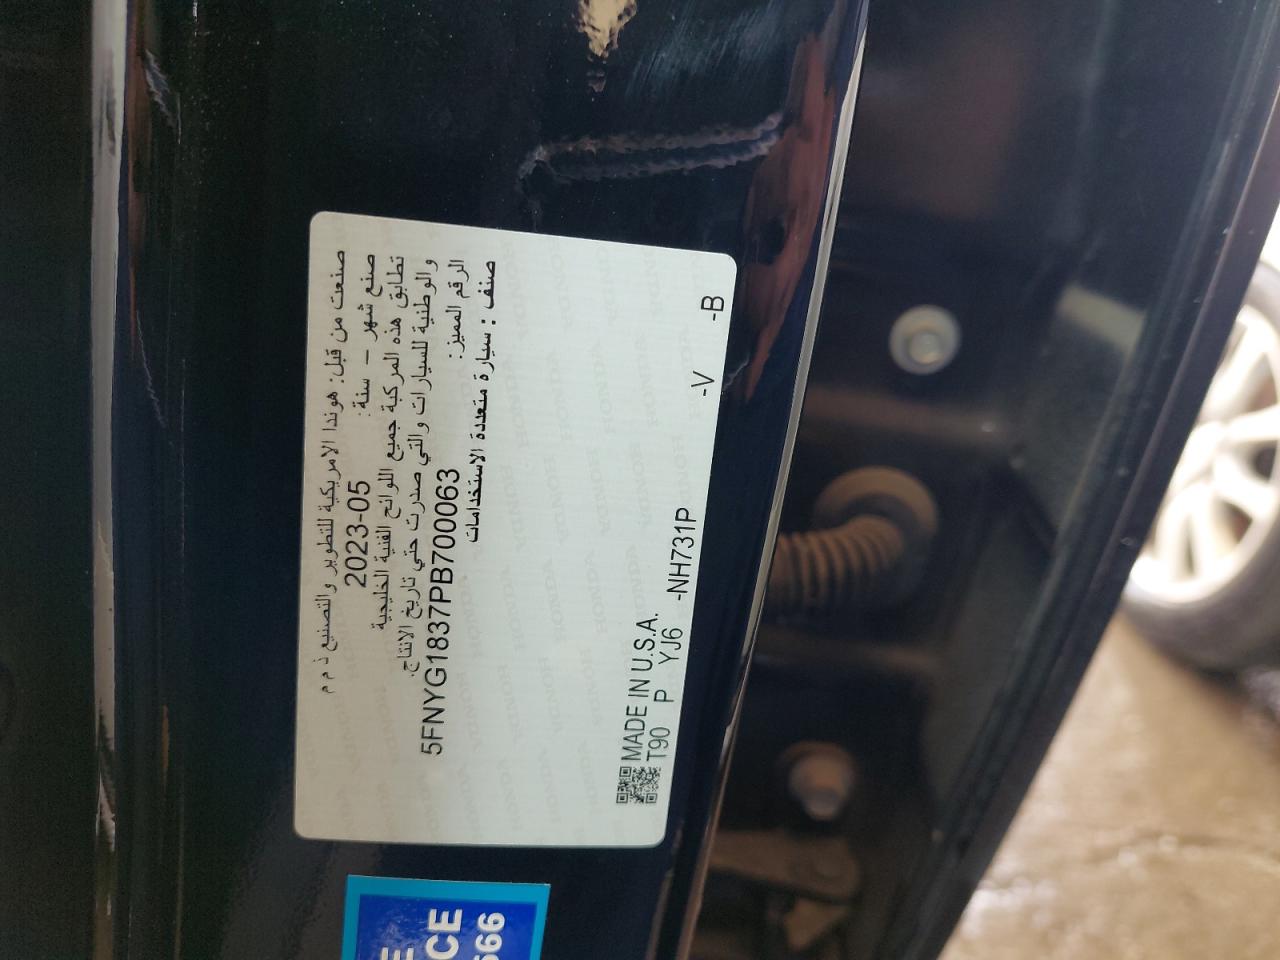 صنعت من قبل: هوندا الامريكية للتطوير والتصنيع ذ م م
صنع شهر - سنة: 2023-05
تطابق هذه المركبة جميع اللوائح الفنية الخليجية
والوطنية للسيارات والتي صدرت حتي تاريخ الانتاج.
الرقم المميز: 5FNYG1837PB700063
صنف : سيارة متعددة الاستخدامات
MADE IN U.S.A.
T90 P YJ6 -NH731P -V -B